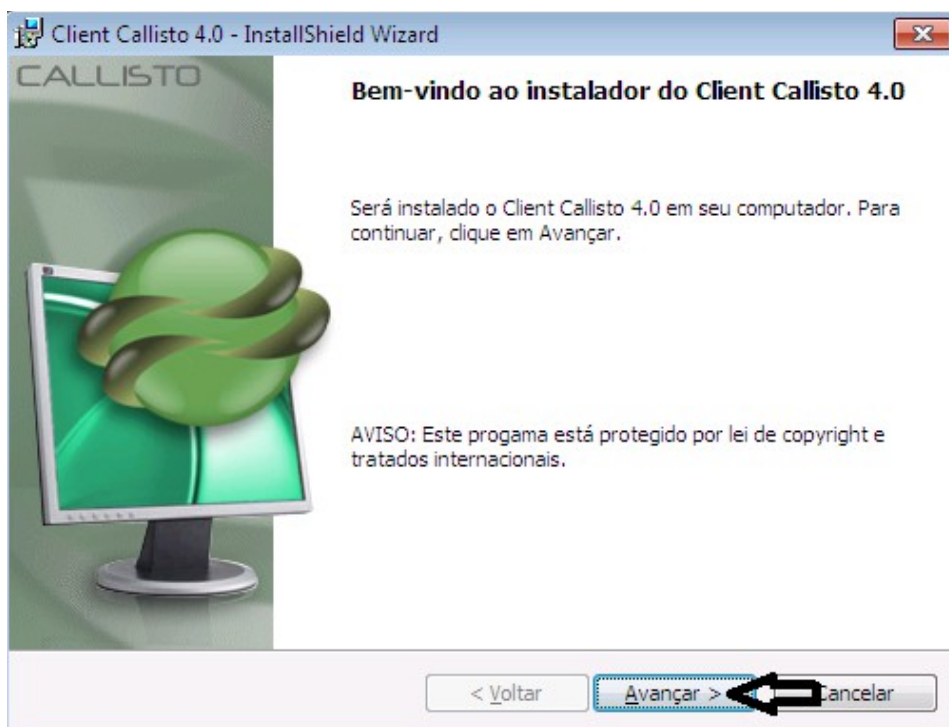 Client Callisto 4.0 - InstallShield Wizard
CALLISTO
Bem-vindo ao instalador do Client Callisto 4.0
Será instalado o Client Callisto 4.0 em seu computador. Para
continuar, clique em Avançar.
AVISO: Este progama está protegido por lei de copyright e
tratados internacionais.
< Voltar
Avançar >
Cancelar